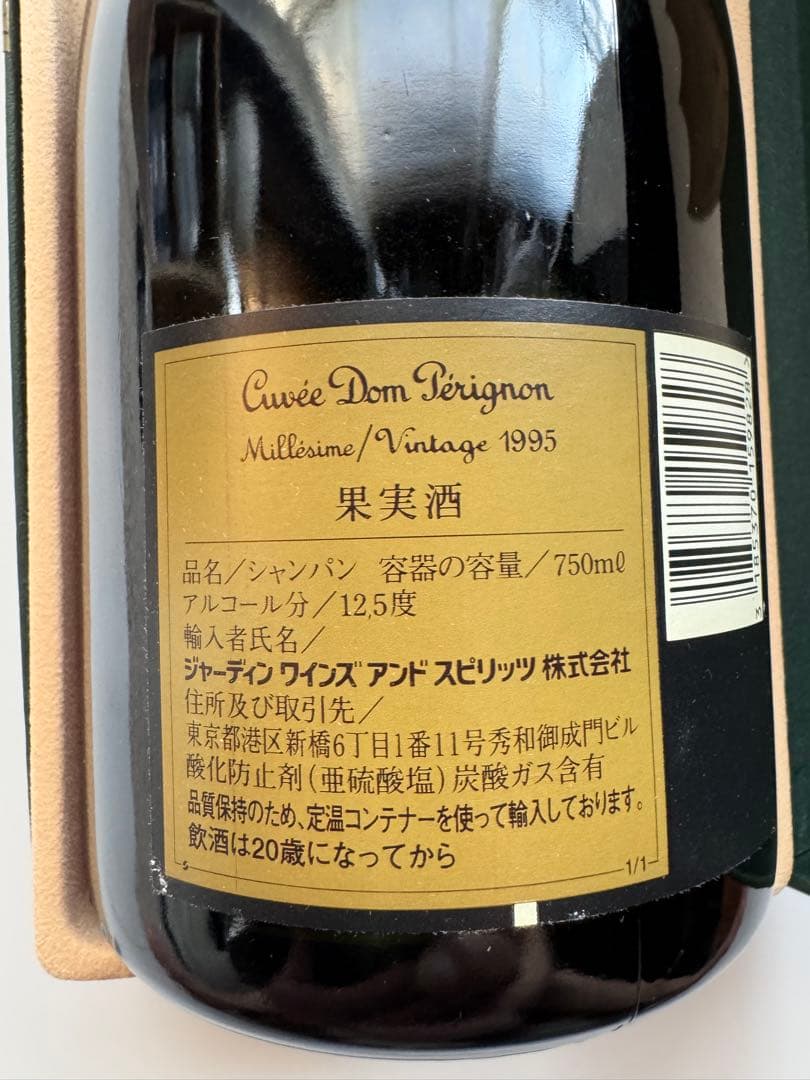 Cuvée Dom Pérignon
Millésime/Vintage 1995
果実酒
品名/シャンパン 容器の容量/750mℓ
アルコール分/12,5度
輸入者氏名/
ジャーディン ワインズ アンド スピリッツ 株式会社
住所及び取引先/
東京都港区新橋6丁目1番11号秀和御成門ビル
酸化防止剤(亜硫酸塩)炭酸ガス含有
品質保持のため、定温コンテナーを使って輸入しております。
飲酒は20歳になってから
s
1/1
3 185370 159828